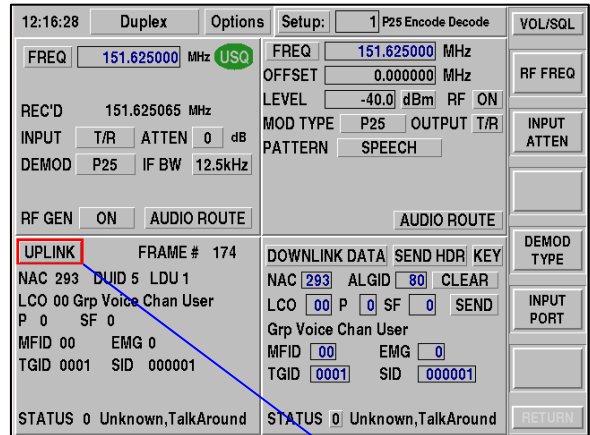 12:16:28 Duplex Options Setup: 1 P25 Encode Decode
FREQ 151.625000 MHz USQ
REC'D 151.625065 MHz
INPUT T/R ATTEN 0 dB
DEMOD P25 IF BW 12.5kHz
RF GEN ON AUDIO ROUTE
FREQ 151.625000 MHz
OFFSET 0.000000 MHz
LEVEL -40.0 dBm RF ON
MOD TYPE P25 OUTPUT T/R
PATTERN SPEECH
AUDIO ROUTE
UPLINK FRAME # 174
NAC 293 DUID 5 LDU 1
LCO 00 Grp Voice Chan User
P 0 SF 0
MFID 00 EMG 0
TGID 0001 SID 000001
STATUS 0 Unknown,TalkAround
DOWNLINK DATA SEND HDR KEY
NAC 293 ALGID 80 CLEAR
LCO 00 P 0 SF 0 SEND
Grp Voice Chan User
MFID 00 EMG 0
TGID 0001 SID 000001
STATUS 0 Unknown,TalkAround
VOL/SQL
RF FREQ
INPUT
ATTEN
DEMOD
TYPE
INPUT
PORT
RETURN